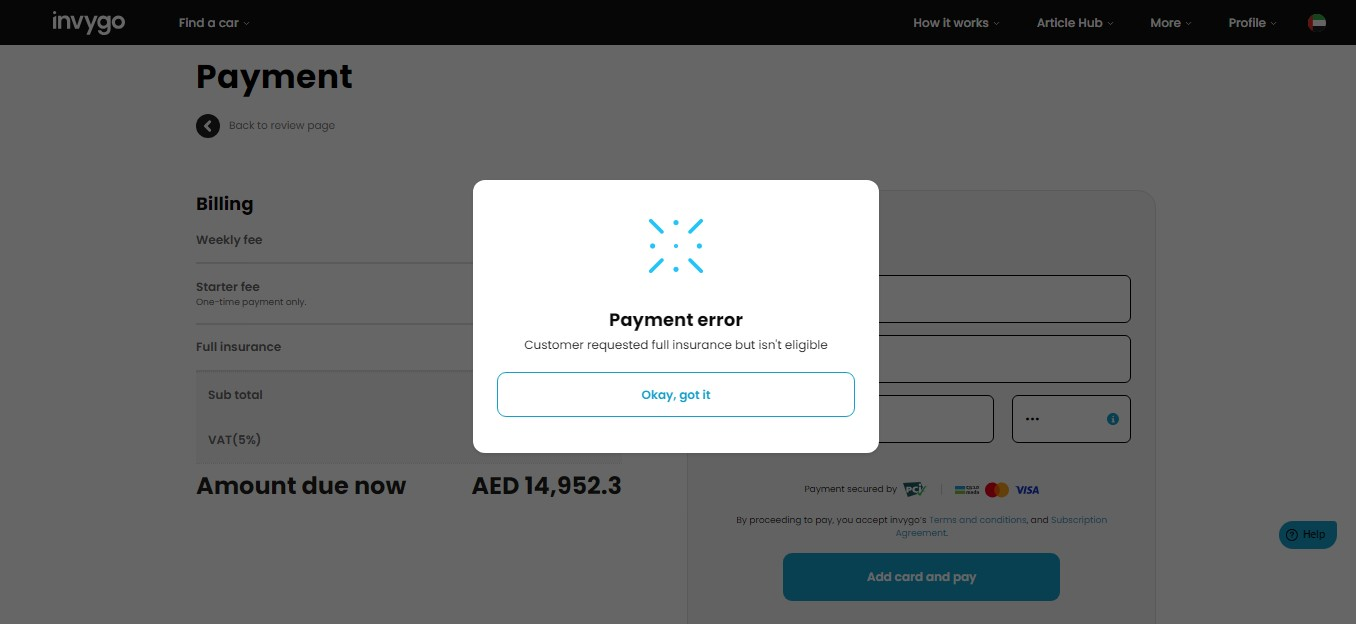 invygo
Find a car
How it works
Article Hub
More
Profile
Payment
Back to review page
Billing
Weekly fee
Starter fee
One-time payment only.
Full insurance
Sub total
VAT(5%)
Amount due now AED 14,952.3
Payment error
Customer requested full insurance but isn't eligible
Okay, got it
•••
Payment secured by PCI VISA
By proceeding to pay, you accept invygo's Terms and conditions, and Subscription
Agreement.
Add card and pay
Help